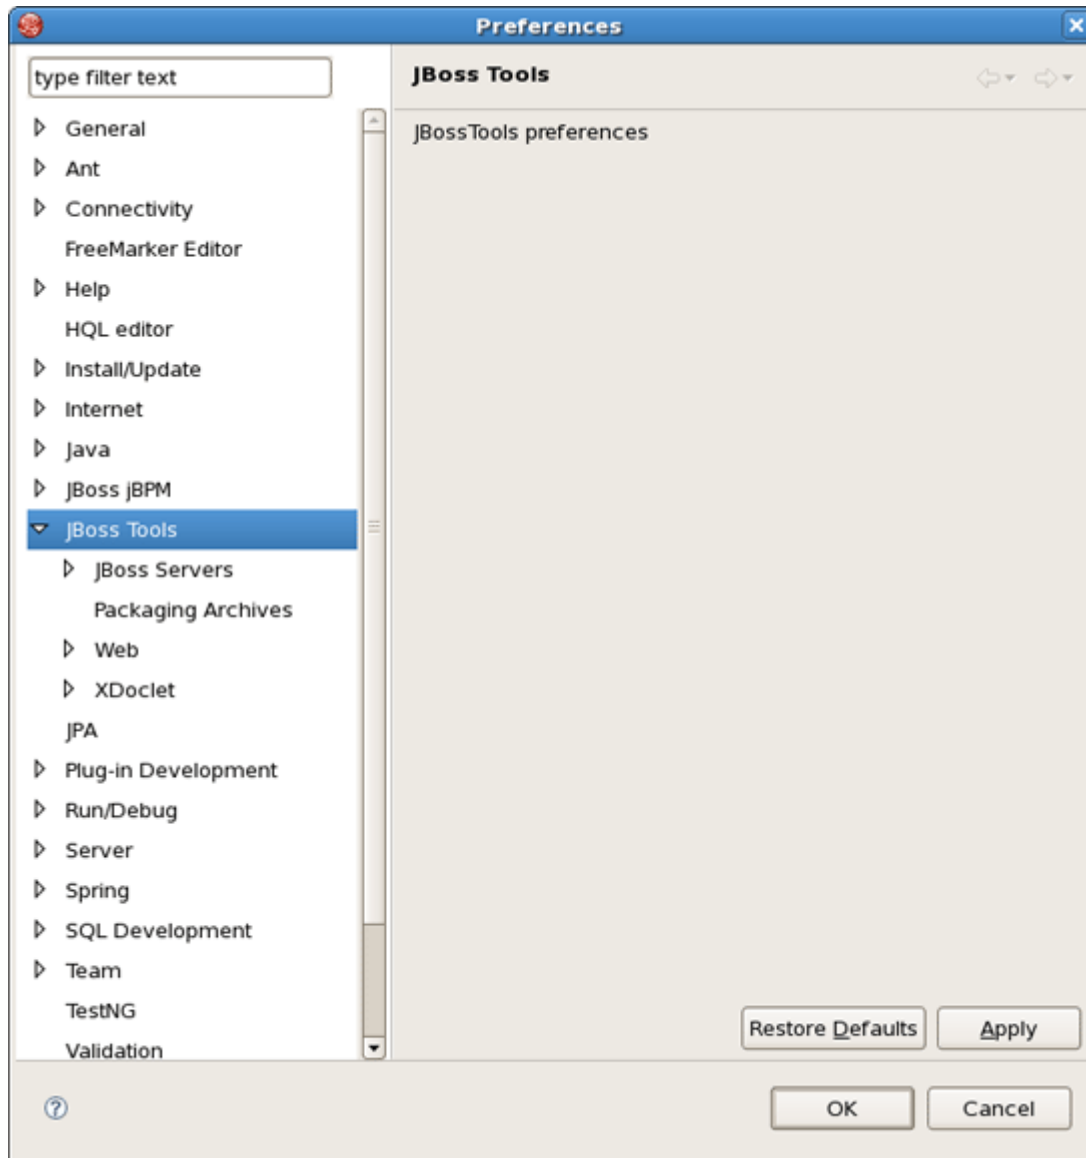 Preferences
type filter text
General
Ant
Connectivity
FreeMarker Editor
Help
HQL editor
Install/Update
Internet
Java
JBoss jBPM
JBoss Tools
JBoss Servers
Packaging Archives
Web
XDoclet
JPA
Plug-in Development
Run/Debug
Server
Spring
SQL Development
Team
TestNG
Validation
JBoss Tools
JBossTools preferences
Restore Defaults Apply
? OK Cancel